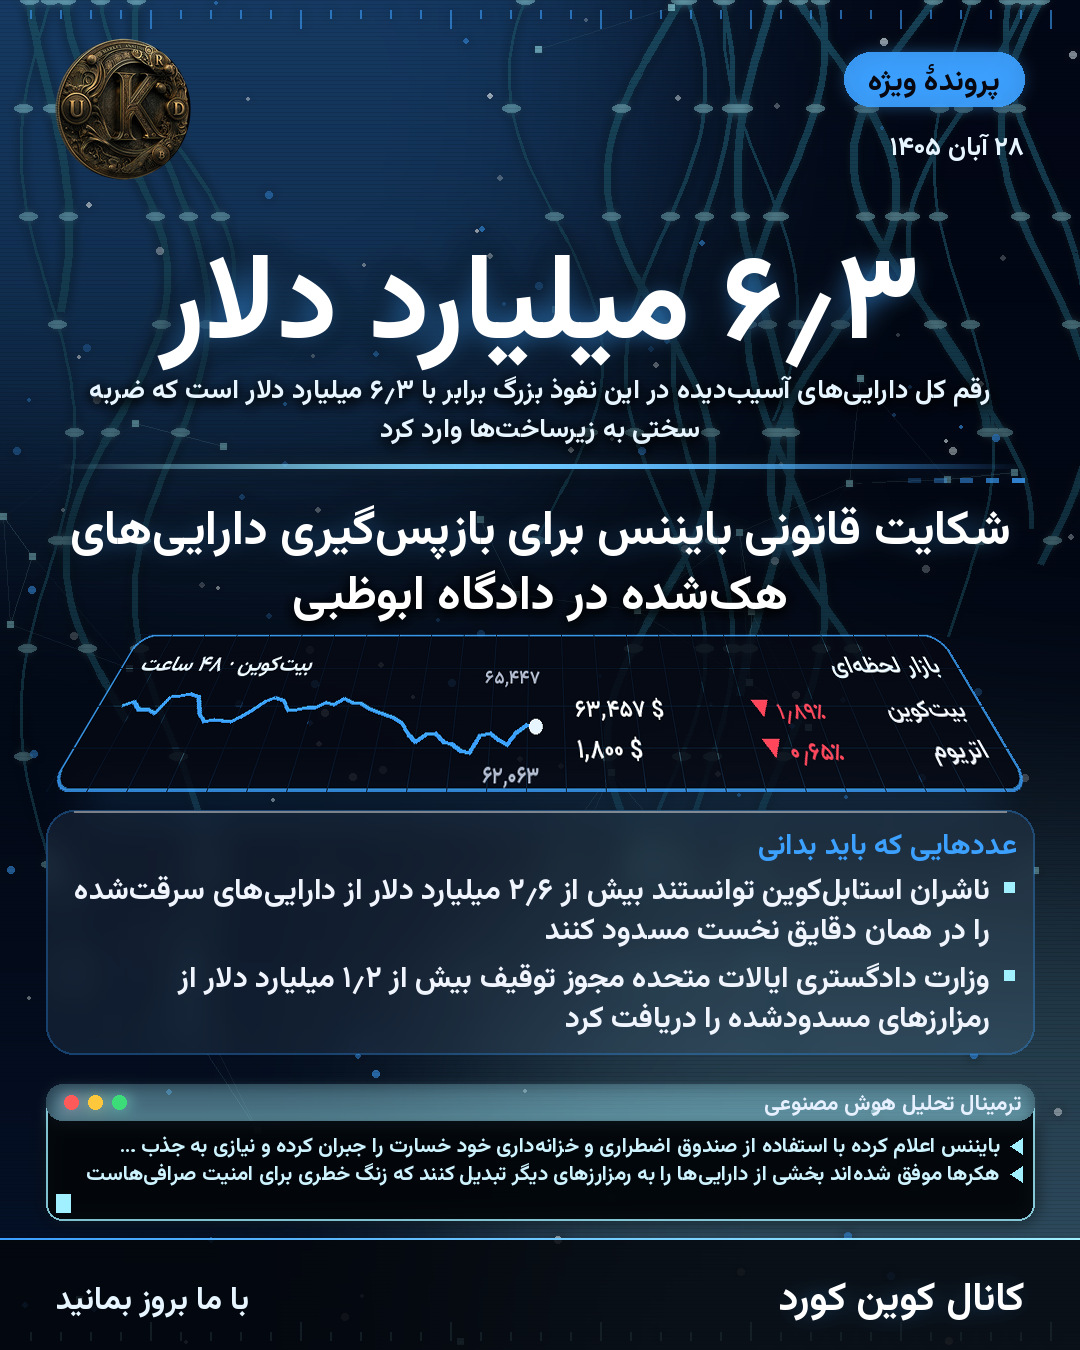 پروندهٔ ویژه
۲۸ آبان ۱۴۰۵
K
U
R
D
۶٫۳ میلیارد دلار
رقم کل دارایی‌های آسیب‌دیده در این نفوذ بزرگ برابر با ۶٫۳ میلیارد دلار است که ضربه
سختی به زیرساخت‌ها وارد کرد
شکایت قانونی بایننس برای بازپس‌گیری دارایی‌های
هک‌شده در دادگاه ابوظبی
بازار لحظه‌ای
بیت‌کوین ۱٫۸۹٪ ۶۳,۴۵۷ $
اتریوم ۰٫۶۵٪ ۱,۸۰۰ $
بیت‌کوین · ۴۸ ساعت
۶۵,۴۴۷
۶۲,۰۶۳
عددهایی که باید بدانی
ناشران استابل‌کوین توانستند بیش از ۲٫۶ میلیارد دلار از دارایی‌های سرقت‌شده
را در همان دقایق نخست مسدود کنند
وزارت دادگستری ایالات متحده مجوز توقیف بیش از ۱٫۲ میلیارد دلار از
رمزارزهای مسدودشده را دریافت کرد
ترمینال تحلیل هوش مصنوعی
بایننس اعلام کرده با استفاده از صندوق اضطراری و خزانه‌داری خود خسارت را جبران کرده و نیازی به جذب ...
هکرها موفق شده‌اند بخشی از دارایی‌ها را به رمزارزهای دیگر تبدیل کنند که زنگ خطری برای امنیت صرافی‌هاست
کانال کوین کورد
با ما بروز بمانید